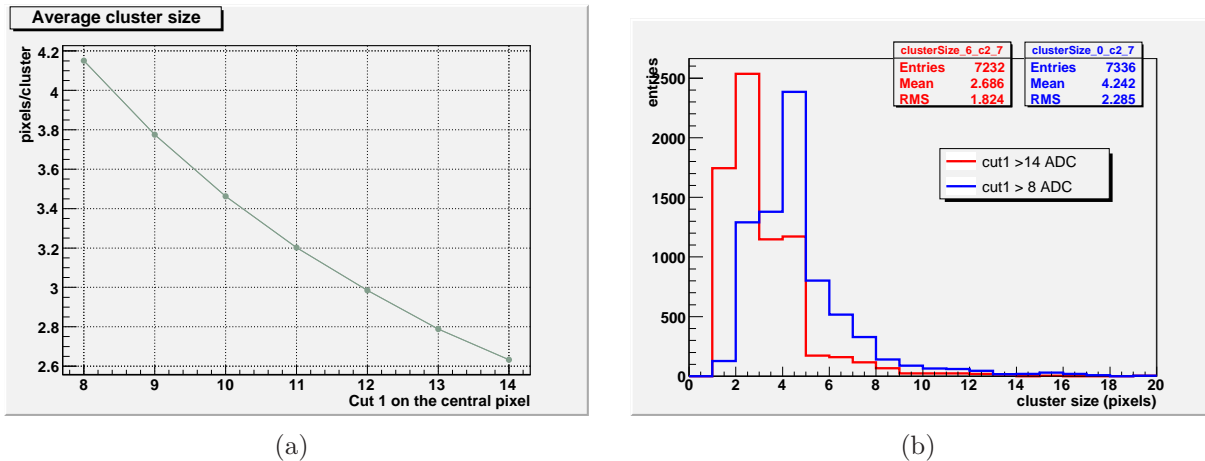 Average cluster size
pixels/cluster
4.2
4
3.8
3.6
3.4
3.2
3
2.8
2.6
8 9 10 11 12 13 14
Cut 1 on the central pixel
(a)
clusterSize_6_c2_7
Entries 7232
Mean 2.686
RMS 1.824
clusterSize_0_c2_7
Entries 7336
Mean 4.242
RMS 2.285
entries
2500
2000
1500
1000
500
0
cut1 >14 ADC
cut1 > 8 ADC
0 2 4 6 8 10 12 14 16 18 20
cluster size (pixels)
(b)